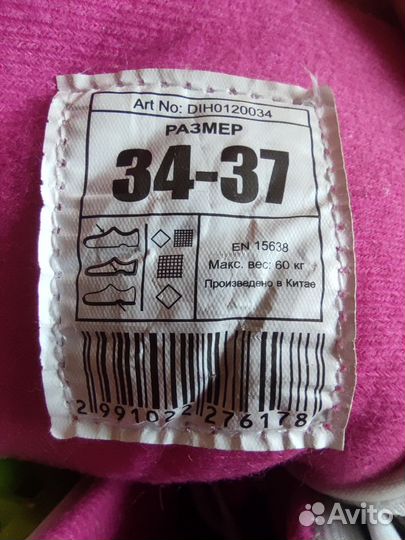 Art No: DIH0120034
РАЗМЕР
34-37
EN 15638
Макс. вес: 60 кг
Произведено в Китае
2 991022 276178
Avito